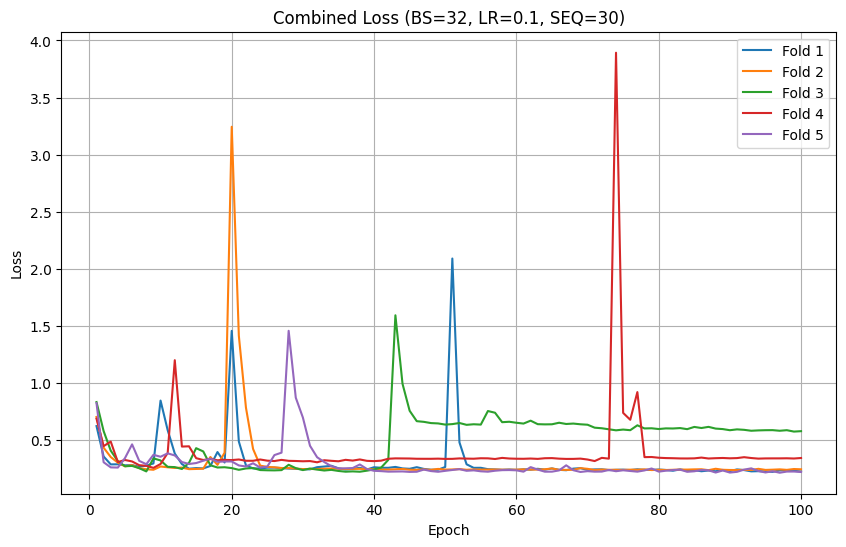 Combined Loss (BS=32, LR=0.1, SEQ=30)
Loss
4.0
3.5
3.0
2.5
2.0
1.5
1.0
0.5
Fold 1
Fold 2
Fold 3
Fold 4
Fold 5
0 20 40 60 80 100
Epoch